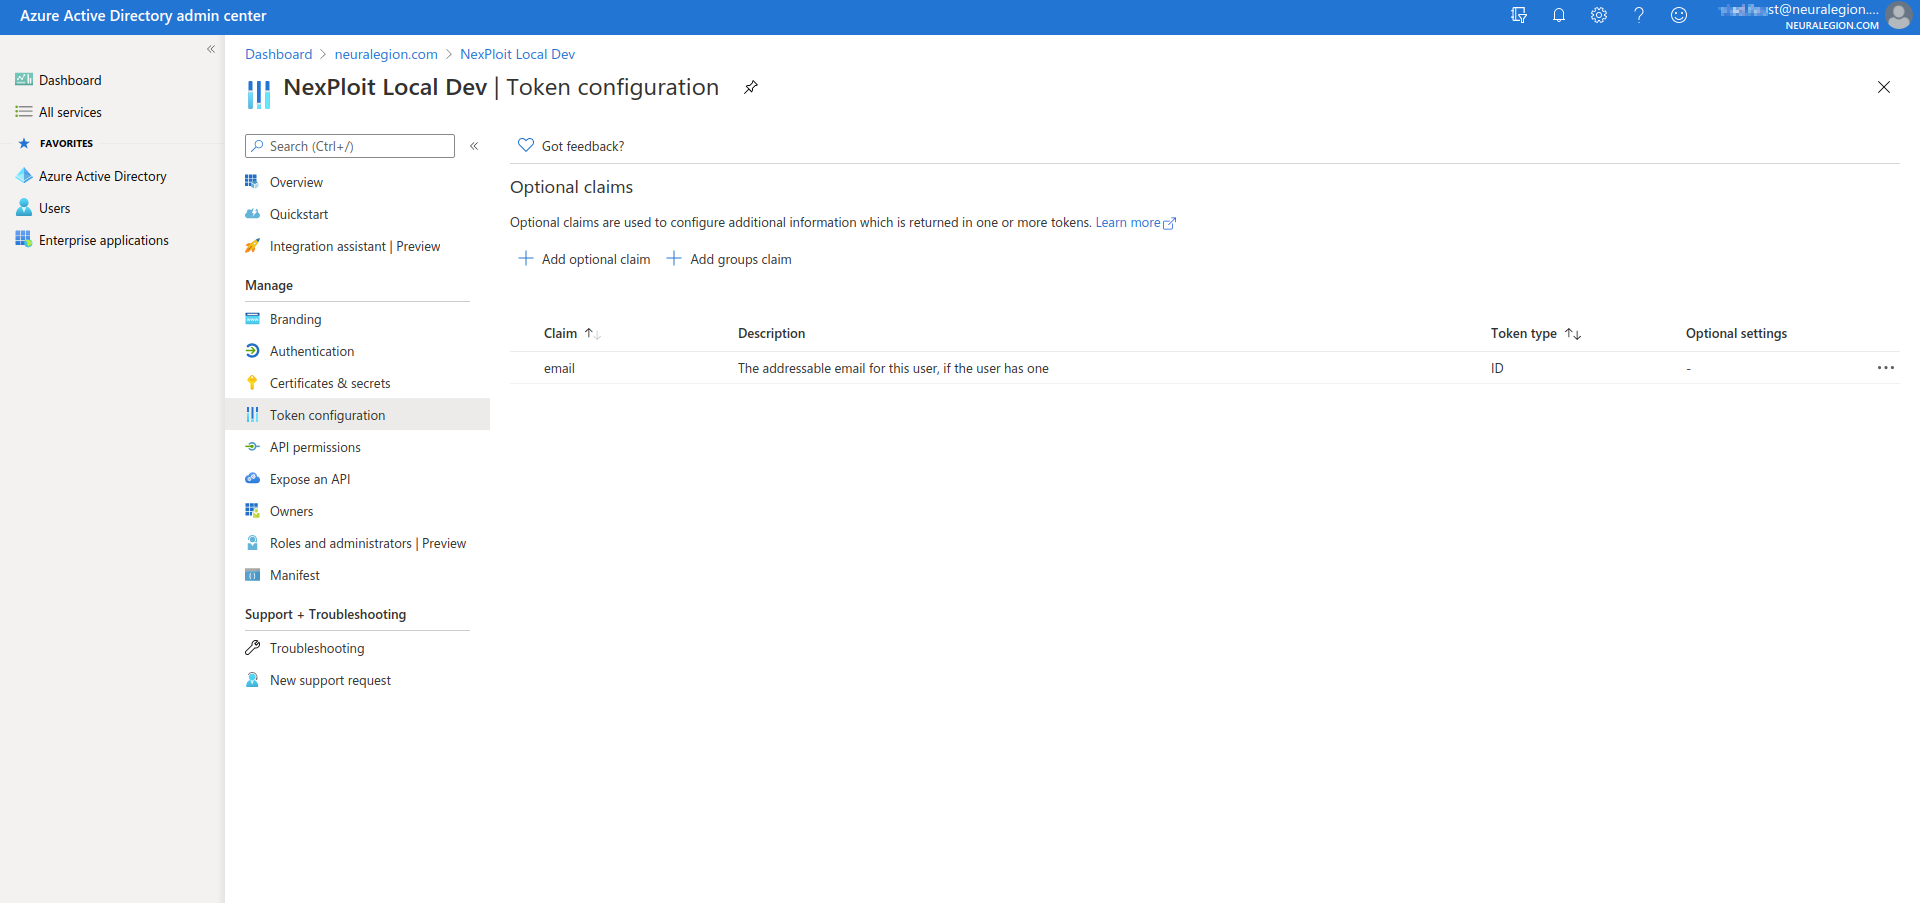 Azure Active Directory admin center
st@neuralegion....
NEURALEGION.COM
Dashboard
All services
FAVORITES
Azure Active Directory
Users
Enterprise applications
Dashboard > neuralegion.com > NexPloit Local Dev
NexPloit Local Dev | Token configuration
Search (Ctrl+/)
Overview
Quickstart
Integration assistant | Preview
Manage
Branding
Authentication
Certificates & secrets
Token configuration
API permissions
Expose an API
Owners
Roles and administrators | Preview
Manifest
Support + Troubleshooting
Troubleshooting
New support request
Got feedback?
Optional claims
Optional claims are used to configure additional information which is returned in one or more tokens. Learn more
Add optional claim Add groups claim
Claim Description Token type Optional settings
email The addressable email for this user, if the user has one ID -